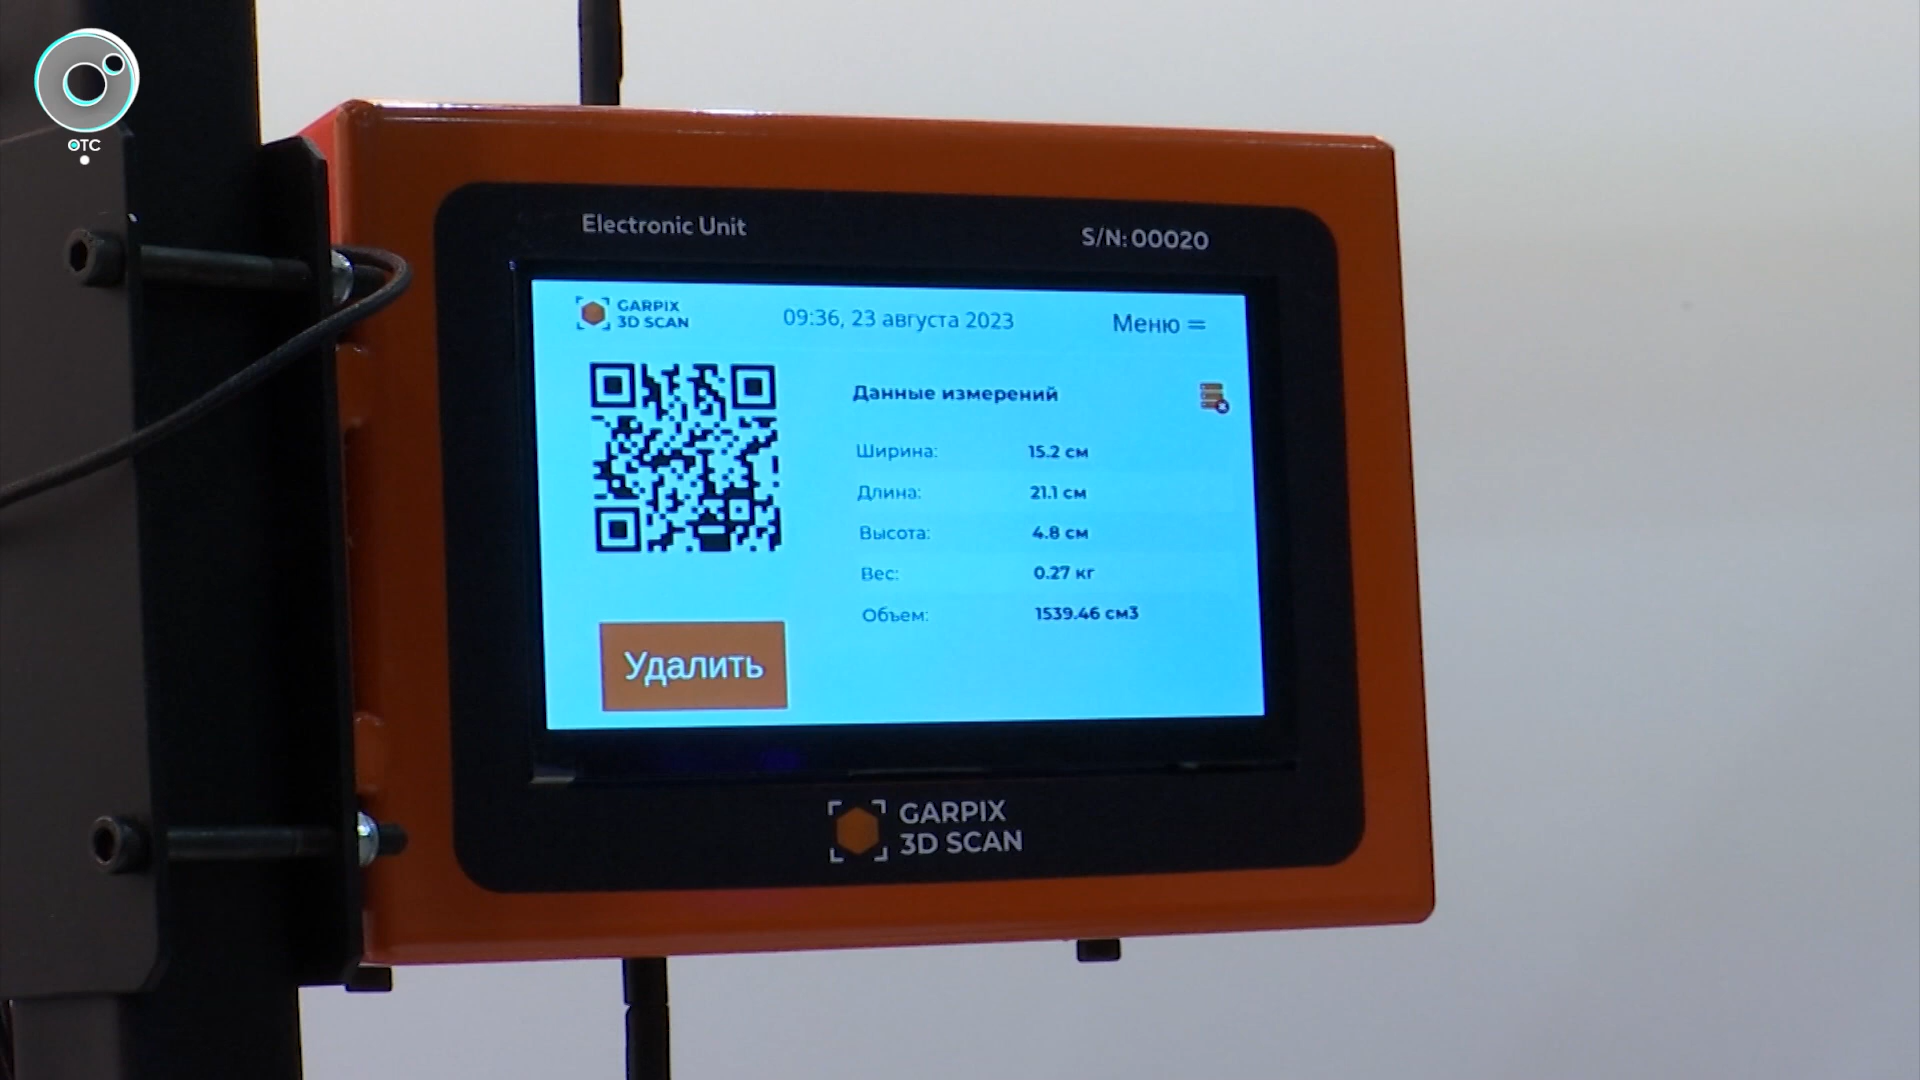 ОТС
Electronic Unit
S/N: 00020
GARPIX
3D SCAN
09:36, 23 августа 2023
Меню
Данные измерений
Ширина: 15.2 см
Длина: 21.1 см
Высота: 4.8 см
Вес: 0.27 кг
Объем: 1539.46 см3
Удалить
GARPIX
3D SCAN